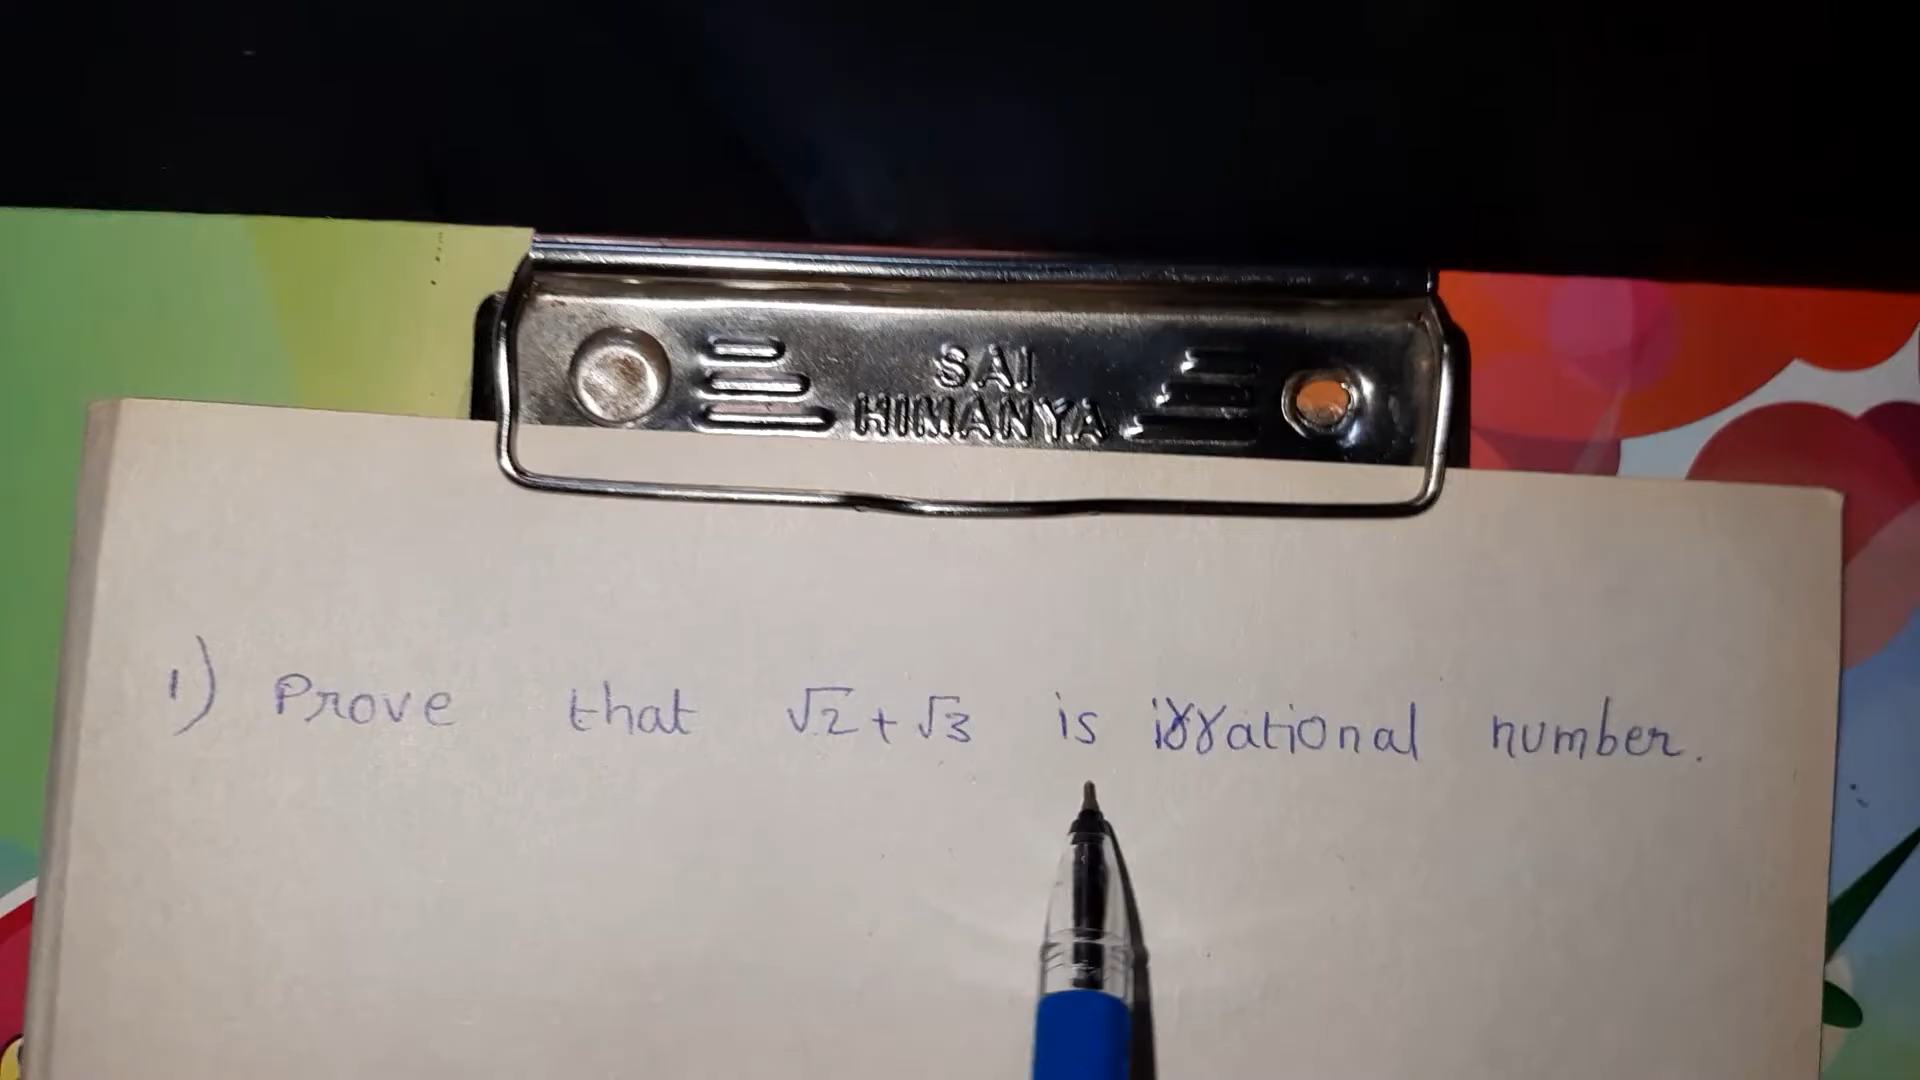 SAI
HIMANYA
1) Prove that √2 + √3 is irrational number.